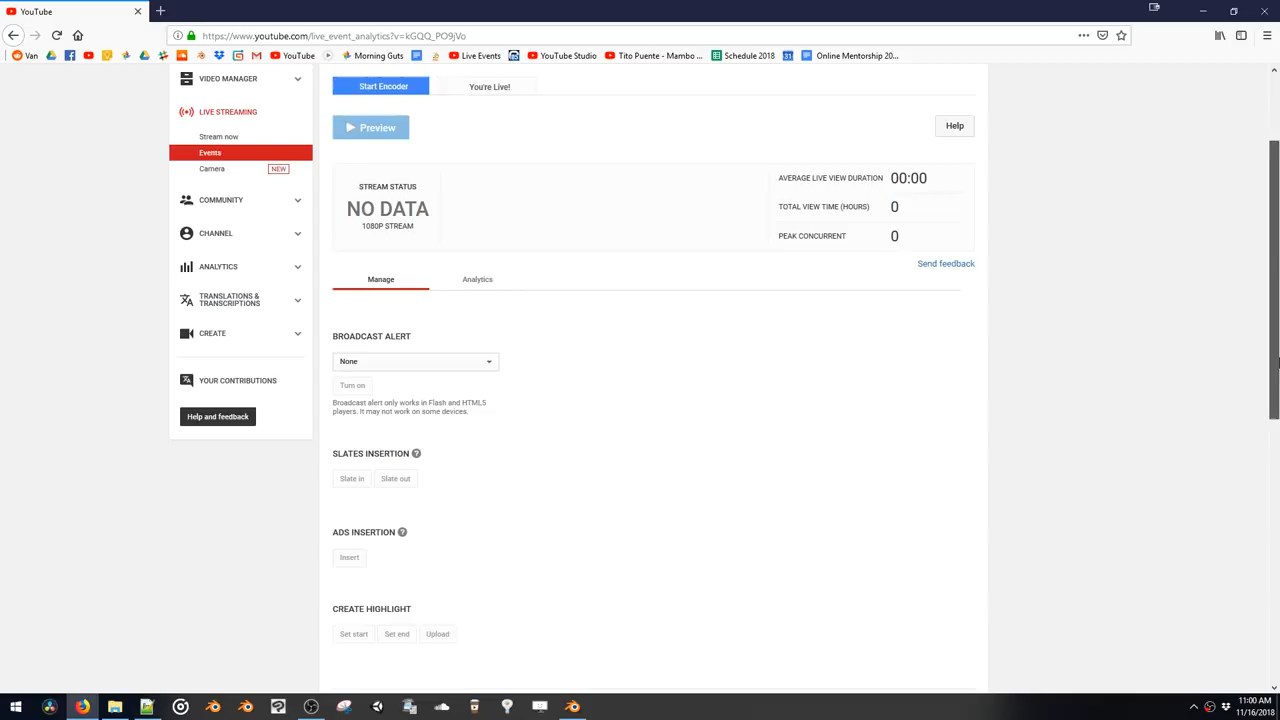 YouTube
https://www.youtube.com/live_event_analytics?v=kGQQ_PO9jVo
Van
YouTube
Morning Guts
Live Events
YouTube Studio
Tito Puente - Mambo ...
Schedule 2018
31
Online Mentorship 20...
VIDEO MANAGER
LIVE STREAMING
Stream now
Events
Camera
NEW
COMMUNITY
CHANNEL
ANALYTICS
TRANSLATIONS &
TRANSCRIPTIONS
CREATE
YOUR CONTRIBUTIONS
Help and feedback
Start Encoder
You're Live!
Preview
Help
STREAM STATUS
NO DATA
1080P STREAM
AVERAGE LIVE VIEW DURATION 00:00
TOTAL VIEW TIME (HOURS) 0
PEAK CONCURRENT 0
Send feedback
Manage
Analytics
BROADCAST ALERT
None
Turn on
Broadcast alert only works in Flash and HTML5
players. It may not work on some devices.
SLATES INSERTION ?
Slate in
Slate out
ADS INSERTION ?
Insert
CREATE HIGHLIGHT
Set start
Set end
Upload
11:00 AM
11/16/2018